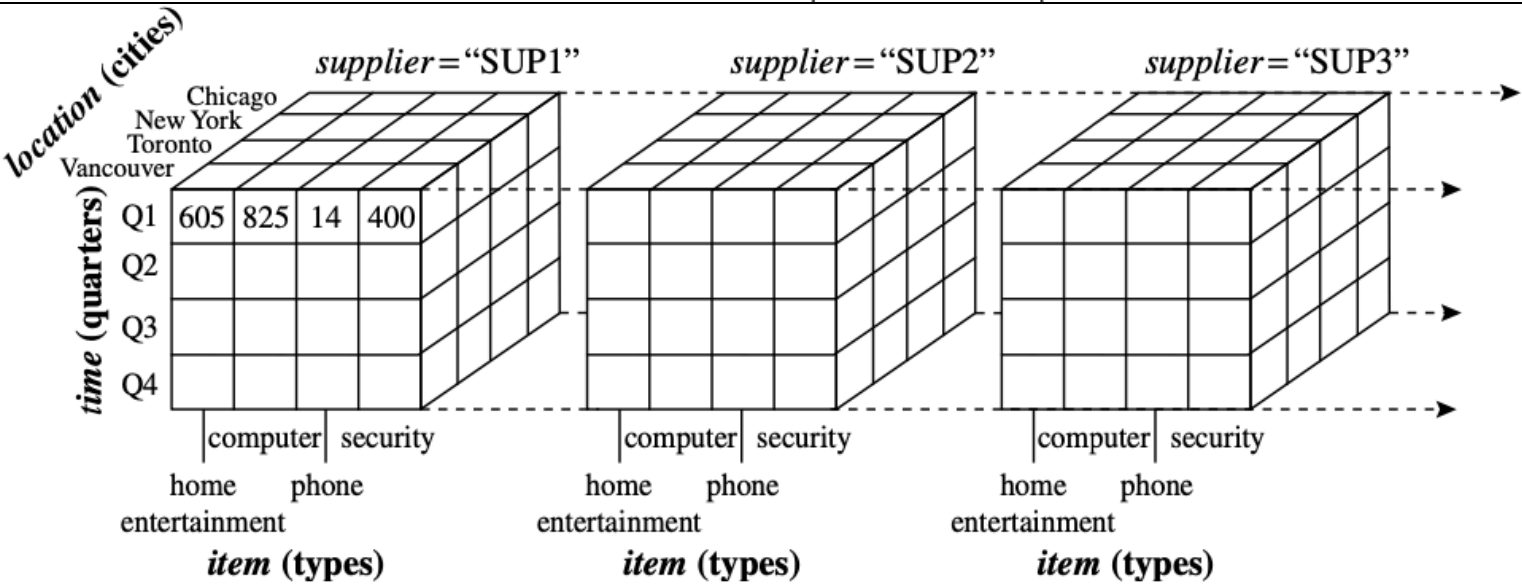 location (cities)
supplier = “SUP1”
supplier = “SUP2”
supplier = “SUP3”
Chicago
New York
Toronto
Vancouver
time (quarters)
Q1 605 825 14 400
Q2
Q3
Q4
computer security
home phone
entertainment
item (types)
computer security
home phone
entertainment
item (types)
computer security
home phone
entertainment
item (types)